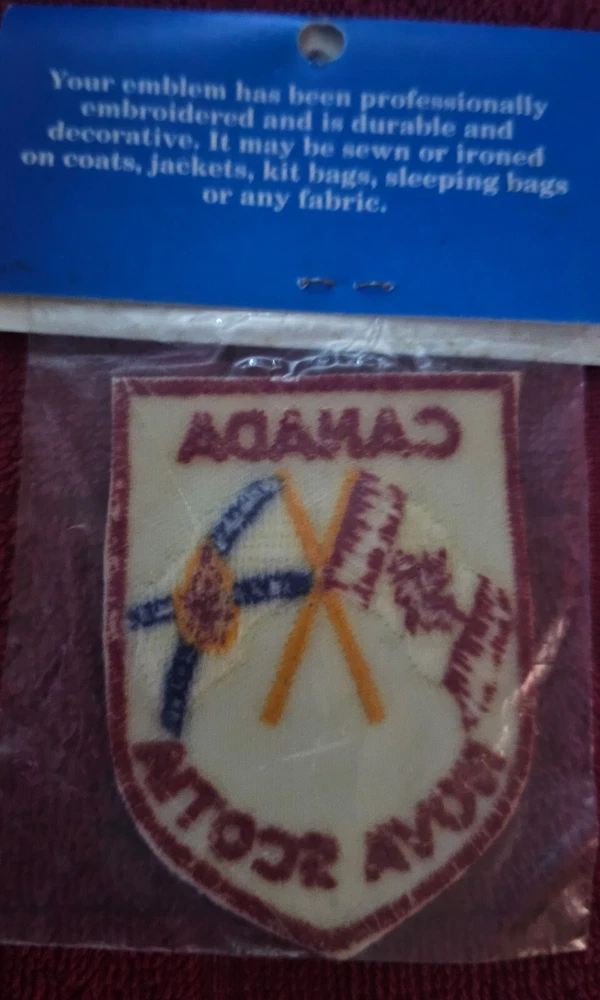 Your emblem has been professionally
embroidered and is durable and
decorative. It may be sewn or ironed
on coats, jackets, kit bags, sleeping bags
or any fabric.
CANADA
NOVA SCOTIA